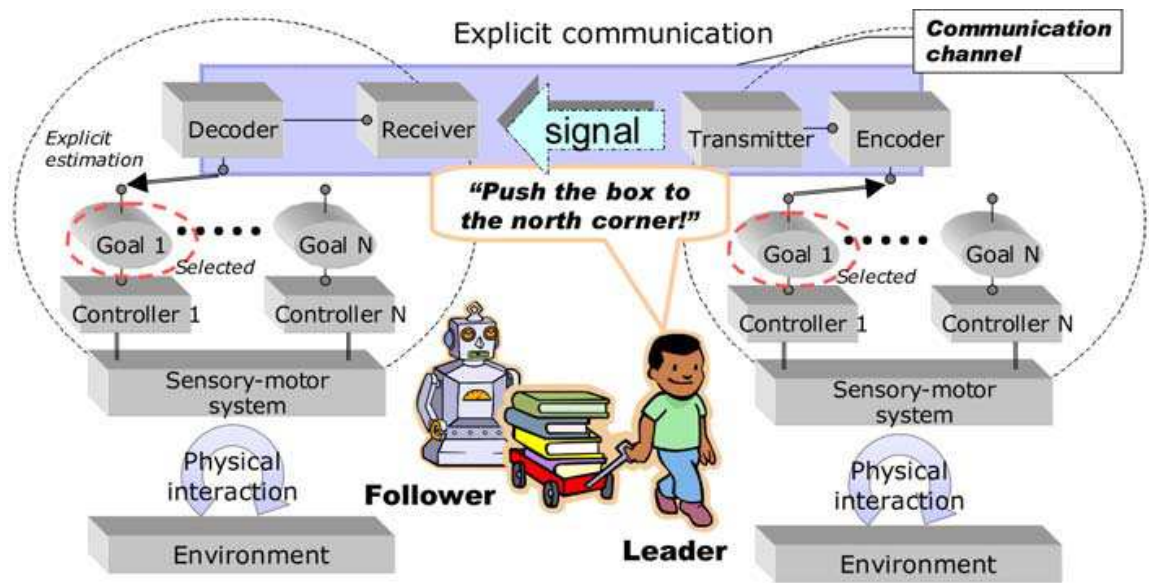 Explicit communication
Communication
channel
Decoder
Receiver
signal
Transmitter
Encoder
Explicit
estimation
"Push the box to
the north corner!"
Goal 1
Goal N
Selected
Controller 1
Controller N
Sensory-motor
system
Physical
interaction
Environment
Follower
Leader
Goal 1
Goal N
Selected
Controller
1
Controller N
Sensory-motor
system
Physical
interaction
Environment